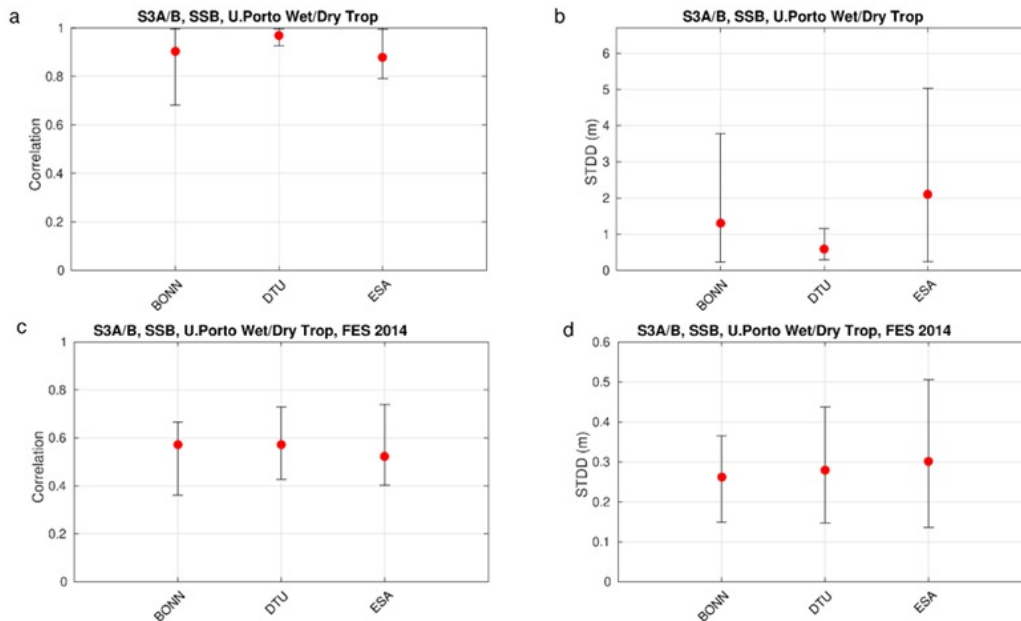 a
S3A/B, SSB, U.Porto Wet/Dry Trop
1
0.8
0.6
0.4
0.2
0
Correlation
BONN
DTU
ESA
b
S3A/B, SSB, U.Porto Wet/Dry Trop
6
5
4
3
2
1
0
STDD (m)
BONN
DTU
ESA
c
S3A/B, SSB, U.Porto Wet/Dry Trop, FES 2014
1
0.8
0.6
0.4
0.2
0
Correlation
BONN
DTU
ESA
d
S3A/B, SSB, U.Porto Wet/Dry Trop, FES 2014
0.6
0.5
0.4
0.3
0.2
0.1
0
STDD (m)
BONN
DTU
ESA